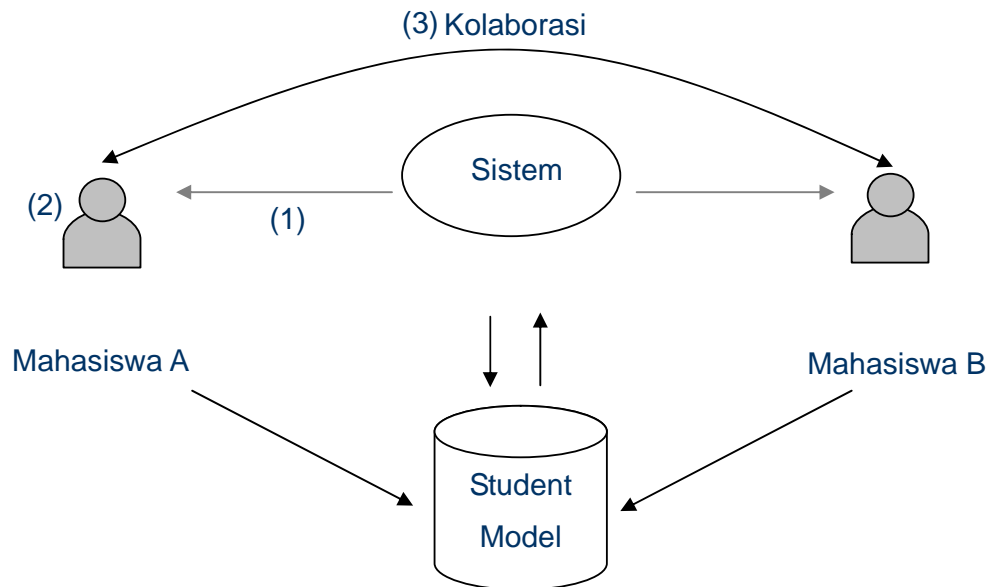 (3) Kolaborasi
Sistem
(2)
(1)
Mahasiswa A
Mahasiswa B
Student
Model